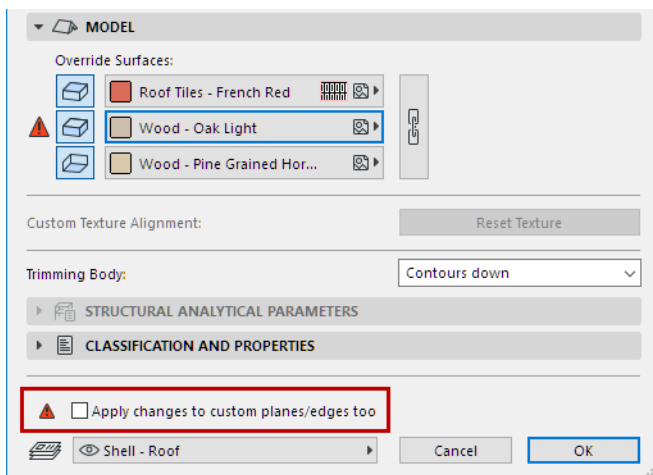 MODEL
Override Surfaces:
Roof Tiles - French Red
Wood - Oak Light
Wood - Pine Grained Hor...
Custom Texture Alignment:
Reset Texture
Trimming Body:
Contours down
STRUCTURAL ANALYTICAL PARAMETERS
CLASSIFICATION AND PROPERTIES
Apply changes to custom planes/edges too
Shell - Roof
Cancel
OK